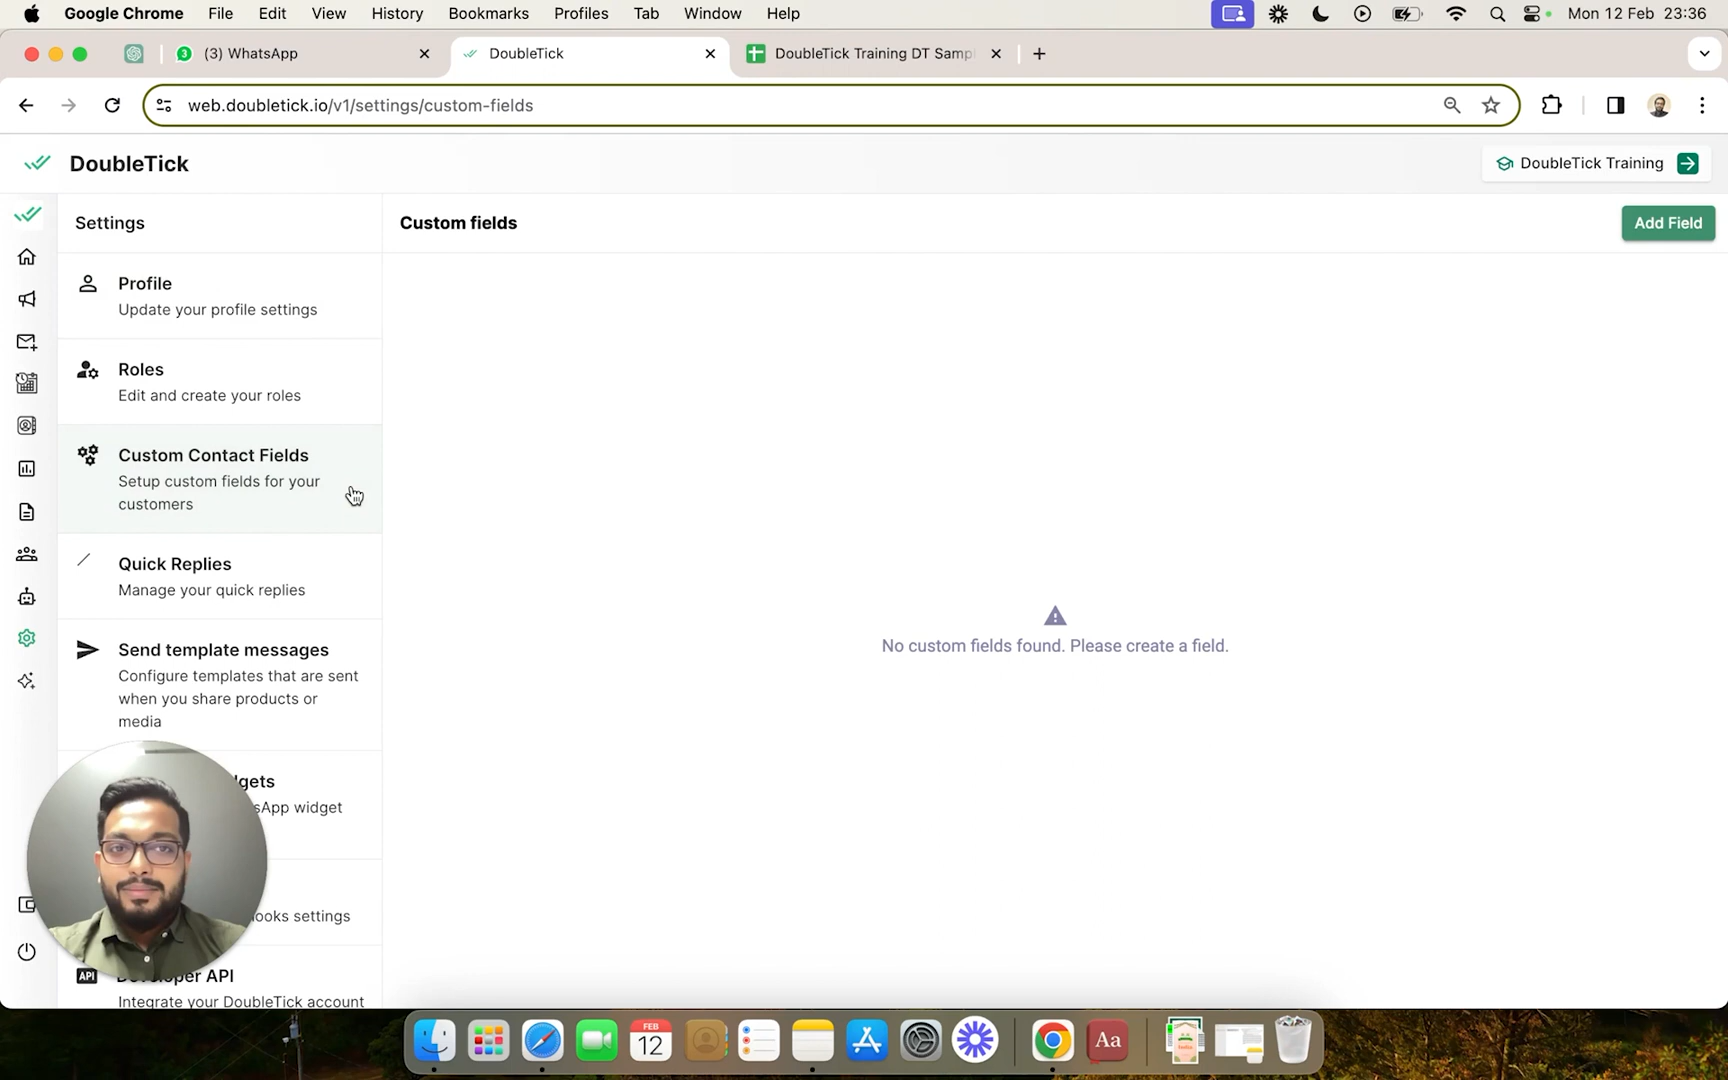 Google Chrome File Edit View History Bookmarks Profiles Tab Window Help Mon 12 Feb 23:36
3 (3) WhatsApp DoubleTick DoubleTick Training DT Samp
web.doubletick.io/v1/settings/custom-fields
DoubleTick
DoubleTick Training
Settings
Custom fields
Add Field
Profile
Update your profile settings
Roles
Edit and create your roles
Custom Contact Fields
Setup custom fields for your
customers
Quick Replies
Manage your quick replies
No custom fields found. Please create a field.
Send template messages
Configure templates that are sent
when you share products or
media
dgets
sApp widget
ooks settings
API Developer API
Integrate your DoubleTick account
FEB
12
Aa